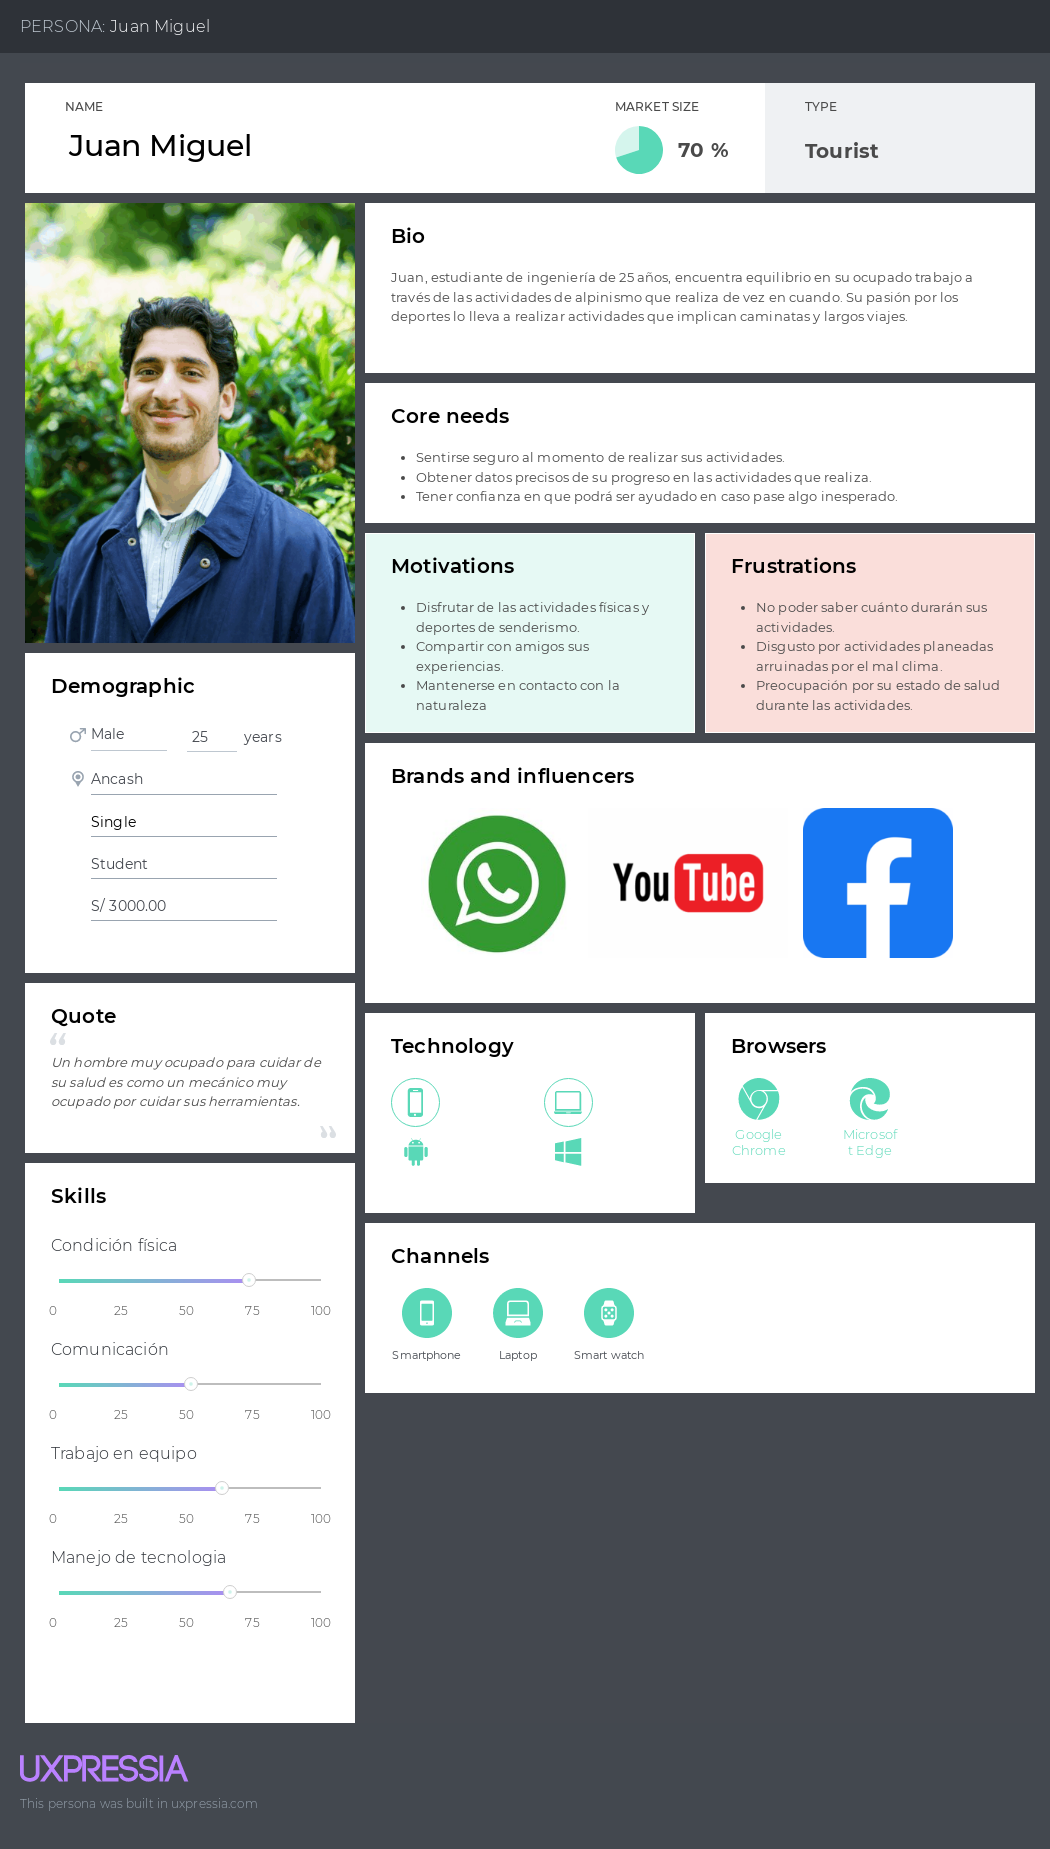 PERSONA: Juan Miguel
NAME
Juan Miguel
MARKET SIZE
70 %
TYPE
Tourist
Bio
Juan, estudiante de ingeniería de 25 años, encuentra equilibrio en su ocupado trabajo a
través de las actividades de alpinismo que realiza de vez en cuando. Su pasión por los
deportes lo lleva a realizar actividades que implican caminatas y largos viajes.
Core needs
• Sentirse seguro al momento de realizar sus actividades.
• Obtener datos precisos de su progreso en las actividades que realiza.
• Tener confianza en que podrá ser ayudado en caso pase algo inesperado.
Motivations
• Disfrutar de las actividades físicas y
deportes de senderismo.
• Compartir con amigos sus
experiencias.
• Mantenerse en contacto con la
naturaleza
Frustrations
• No poder saber cuánto durarán sus
actividades.
• Disgusto por actividades planeadas
arruinadas por el mal clima.
• Preocupación por su estado de salud
durante las actividades.
Demographic
Male 25 years
Ancash
Single
Student
S/ 3000.00
Brands and influencers
You Tube
Quote
“
Un hombre muy ocupado para cuidar de
su salud es como un mecánico muy
ocupado por cuidar sus herramientas.
”
Technology
Browsers
Google
Chrome
Microsof
t Edge
Skills
Condición física
0 25 50 75 100
Comunicación
0 25 50 75 100
Trabajo en equipo
0 25 50 75 100
Manejo de tecnologia
0 25 50 75 100
Channels
Smartphone
Laptop
Smart watch
UXPRESSIA
This persona was built in uxpressia.com